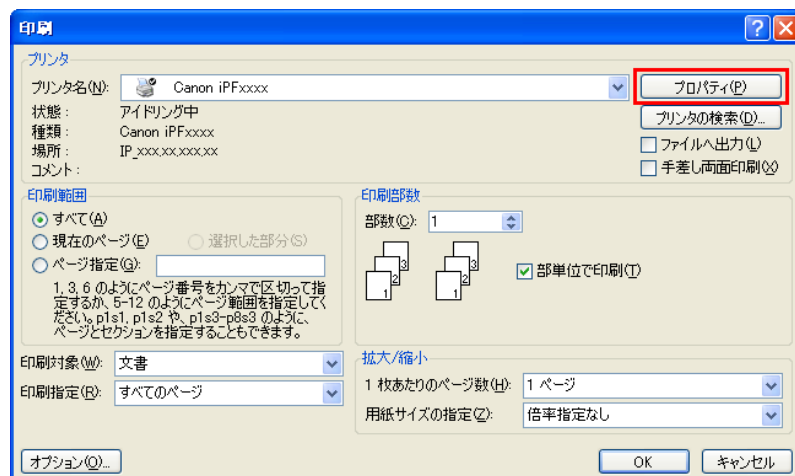 印刷
プリンタ
プリンタ名(N): Canon iPFxxxx プロパティ(P)
状態: アイドリング中 プリンタの検索(D)...
種類: Canon iPFxxxx
場所: IP_xxx,xx,xxx,xx ファイルへ出力(L)
コメント: 手差し両面印刷(X)
印刷範囲
すべて(A)
現在のページ(E) 選択した部分(S)
ページ指定(G):
1, 3, 6 のようにページ番号をカンマで区切って指
定するか、5-12 のようにページ範囲を指定してく
ださい。p1s1, p1s2 や、p1s3-p8s3 のように、
ページとセクションを指定することもできます。
印刷部数
部数(C): 1
1 2 3 1 2 3
部単位で印刷(T)
印刷対象(W): 文書
印刷指定(R): すべてのページ
拡大/縮小
1 枚あたりのページ数(H): 1 ページ
用紙サイズの指定(Z): 倍率指定なし
オプション(O)... OK キャンセル